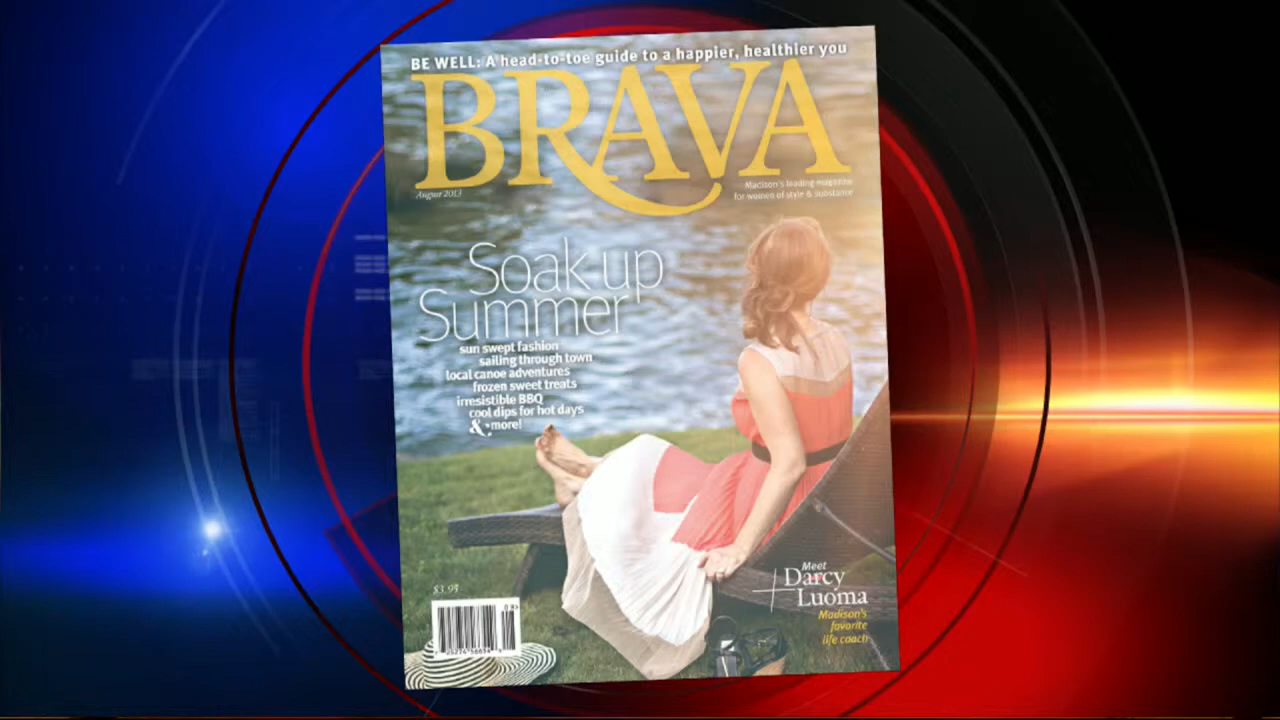 BE WELL: A head-to-toe guide to a happier, healthier you
BRAVA
August 2013
Madison's leading magazine
for women of style & substance
Soak up
Summer
sun swept fashion
sailing through town
local canoe adventures
frozen sweet treats
irresistible BBQ
cool dips for hot days
& more!
Meet
Darcy
Luoma
Madison's
favorite
life coach
$3.95